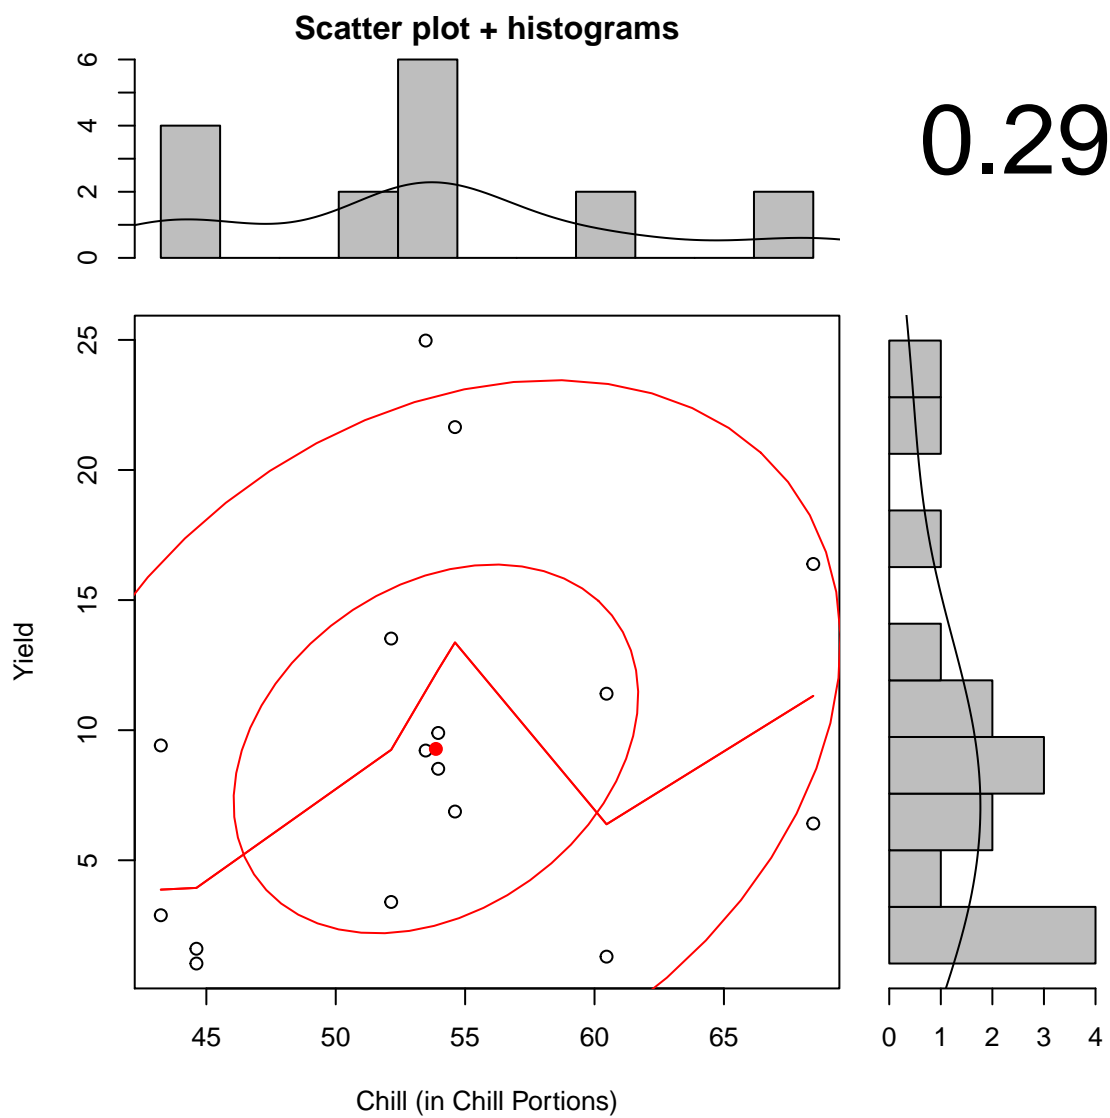 Scatter plot + histograms
0 2 4 6
0.29
Yield
5 10 15 20 25
45 50 55 60 65
Chill (in Chill Portions)
0 1 2 3 4